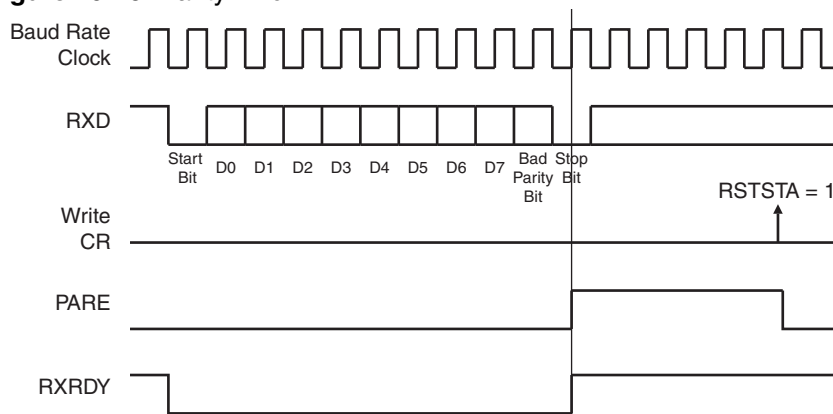 Baud Rate
Clock
RXD
Start
Bit
D0 D1 D2 D3 D4 D5 D6 D7
Bad
Parity
Bit
Stop
Bit
RSTSTA = 1
Write
CR
PARE
RXRDY